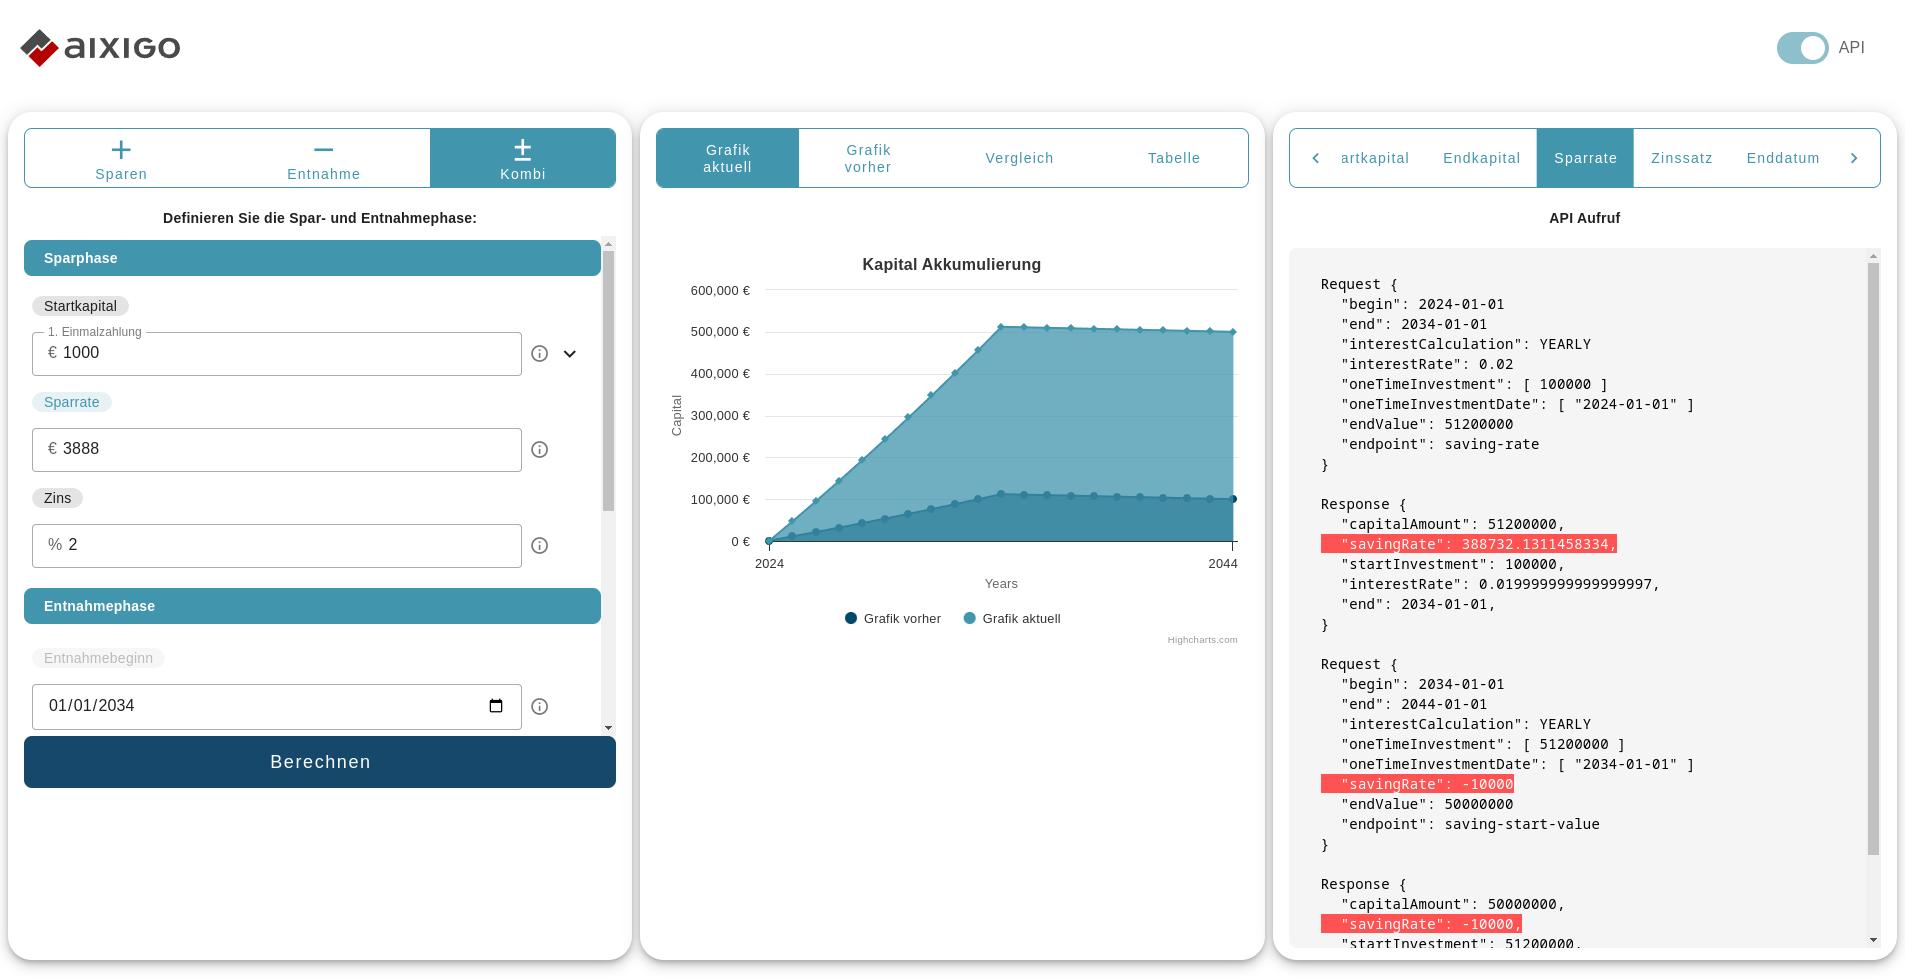 aixigo
API
Sparen
Entnahme
Kombi
Definieren Sie die Spar- und Entnahmephase:
Sparphase
Startkapital
1. Einmalzahlung
€ 1000
Sparrate
€ 3888
Zins
% 2
Entnahmephase
Entnahmebeginn
01/01/2034
Berechnen
Grafik
aktuell
Grafik
vorher
Vergleich
Tabelle
Kapital Akkumulierung
600,000 €
500,000 €
400,000 €
300,000 €
200,000 €
100,000 €
0 €
Capital
2024
2044
Years
Grafik vorher
Grafik aktuell
Highcharts.com
artkapital
Endkapital
Sparrate
Zinssatz
Enddatum
API Aufruf
Request {
"begin": 2024-01-01
"end": 2034-01-01
"interestCalculation": YEARLY
"interestRate": 0.02
"oneTimeInvestment": [ 100000 ]
"oneTimeInvestmentDate": [ "2024-01-01" ]
"endValue": 51200000
"endpoint": saving-rate
}
Response {
"capitalAmount": 51200000,
"savingRate": 388732.1311458334,
"startInvestment": 100000,
"interestRate": 0.019999999999999997,
"end": 2034-01-01,
}
Request {
"begin": 2034-01-01
"end": 2044-01-01
"interestCalculation": YEARLY
"oneTimeInvestment": [ 51200000 ]
"oneTimeInvestmentDate": [ "2034-01-01" ]
"savingRate": -10000
"endValue": 50000000
"endpoint": saving-start-value
}
Response {
"capitalAmount": 50000000,
"savingRate": -10000,
"startInvestment": 51200000,